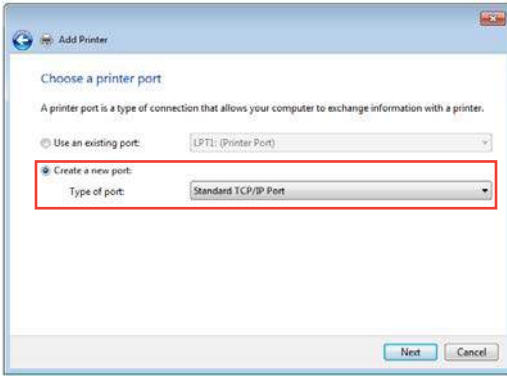 Add Printer
Choose a printer port
A printer port is a type of connection that allows your computer to exchange information with a printer.
Use an existing port: LPT1: (Printer Port)
Create a new port:
Type of port: Standard TCP/IP Port
Next Cancel